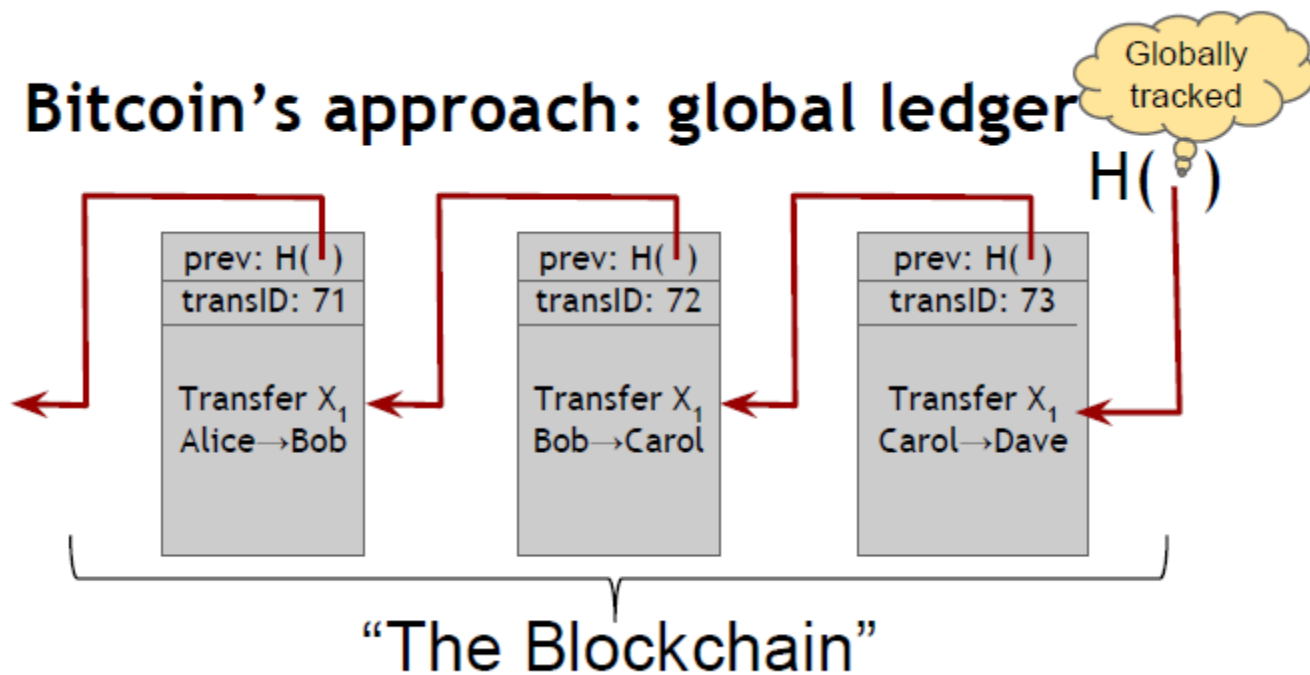 Globally
tracked
Bitcoin’s approach: global ledger
H( )
prev: H( )
transID: 71
Transfer X₁
Alice→Bob
prev: H( )
transID: 72
Transfer X₁
Bob→Carol
prev: H( )
transID: 73
Transfer X₁
Carol→Dave
“The Blockchain”